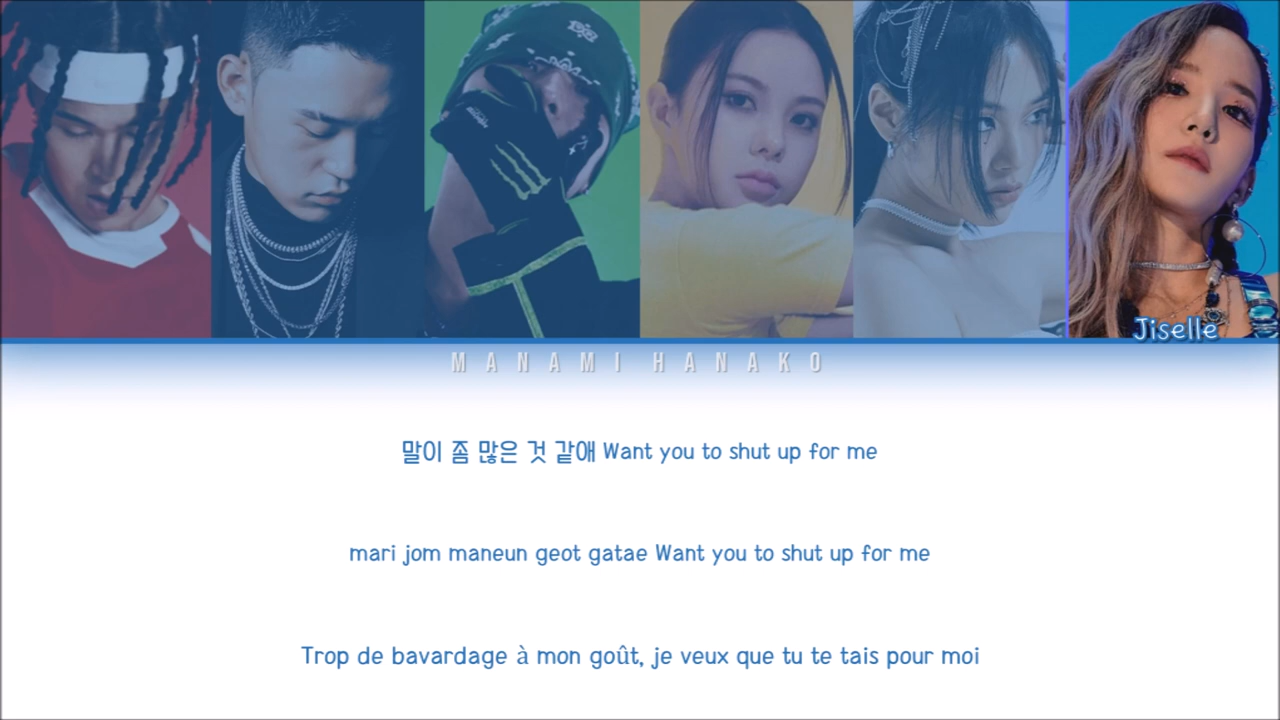 Jiselle
MANAMI HANAKO
말이 좀 많은 것 같애 Want you to shut up for me
mari jom maneun geot gatae Want you to shut up for me
Trop de bavardage à mon goût, je veux que tu te tais pour moi